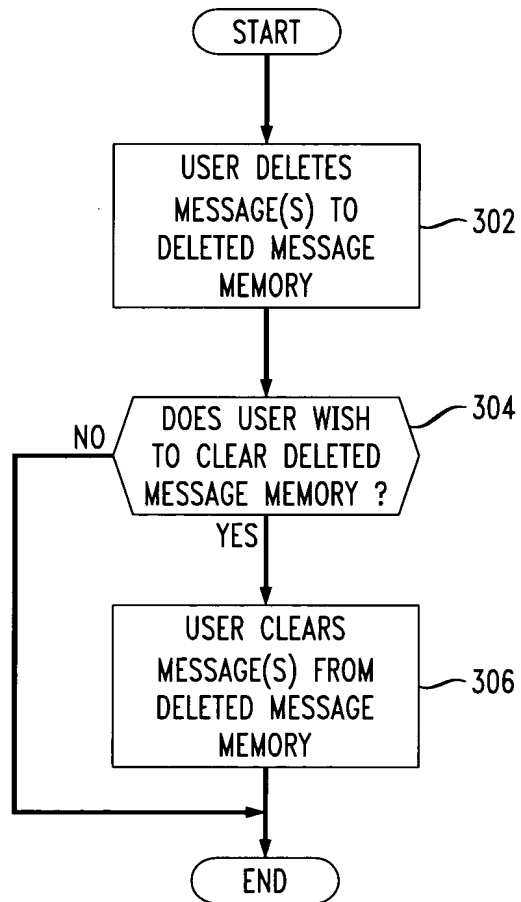 START
USER DELETES
MESSAGE(S) TO
DELETED MESSAGE
MEMORY
302
DOES USER WISH
TO CLEAR DELETED
MESSAGE MEMORY ?
304
NO
YES
USER CLEARS
MESSAGE(S) FROM
DELETED MESSAGE
MEMORY
306
END